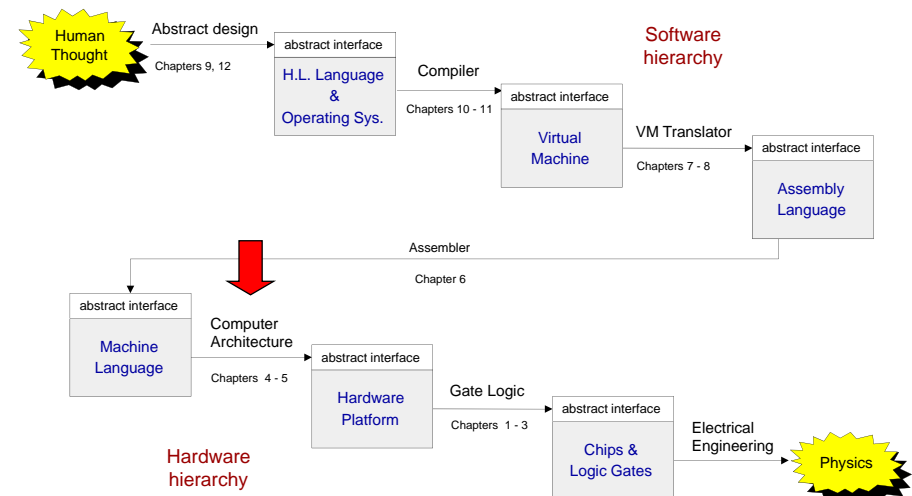 Human
Thought
Abstract design
Chapters 9, 12
abstract interface
H.L. Language
&
Operating Sys.
Compiler
Chapters 10 - 11
Software
hierarchy
abstract interface
Virtual
Machine
VM Translator
Chapters 7 - 8
abstract interface
Assembly
Language
Assembler
Chapter 6
abstract interface
Machine
Language
Computer
Architecture
Chapters 4 - 5
abstract interface
Hardware
Platform
Gate Logic
Chapters 1 - 3
abstract interface
Chips &
Logic Gates
Electrical
Engineering
Physics
Hardware
hierarchy